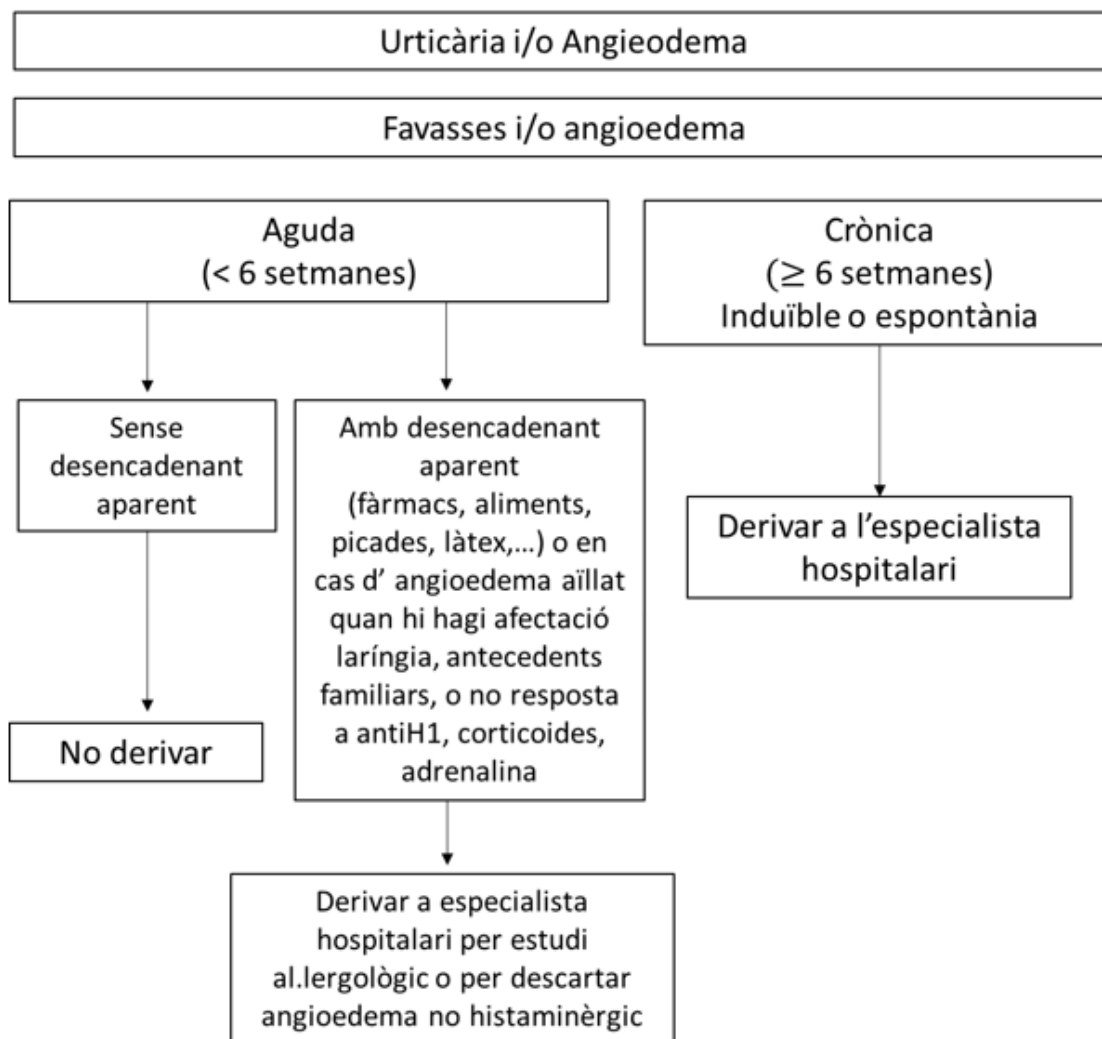 Urticària i/o Angieodema
Favasses i/o angioedema
Aguda
(< 6 setmanes)
Crònica
(≥ 6 setmanes)
Induïble o espontània
Sense
desencadenant
aparent
Amb desencadenant
aparent
(fàrmacs, aliments,
picades, làtex,...) o en
cas d’ angioedema aïllat
quan hi hagi afectació
laríngia, antecedents
familiars, o no resposta
a antiH1, corticoides,
adrenalina
Derivar a l’especialista
hospitalari
No derivar
Derivar a especialista
hospitalari per estudi
al.lergològic o per descartar
angioedema no histaminèrgic